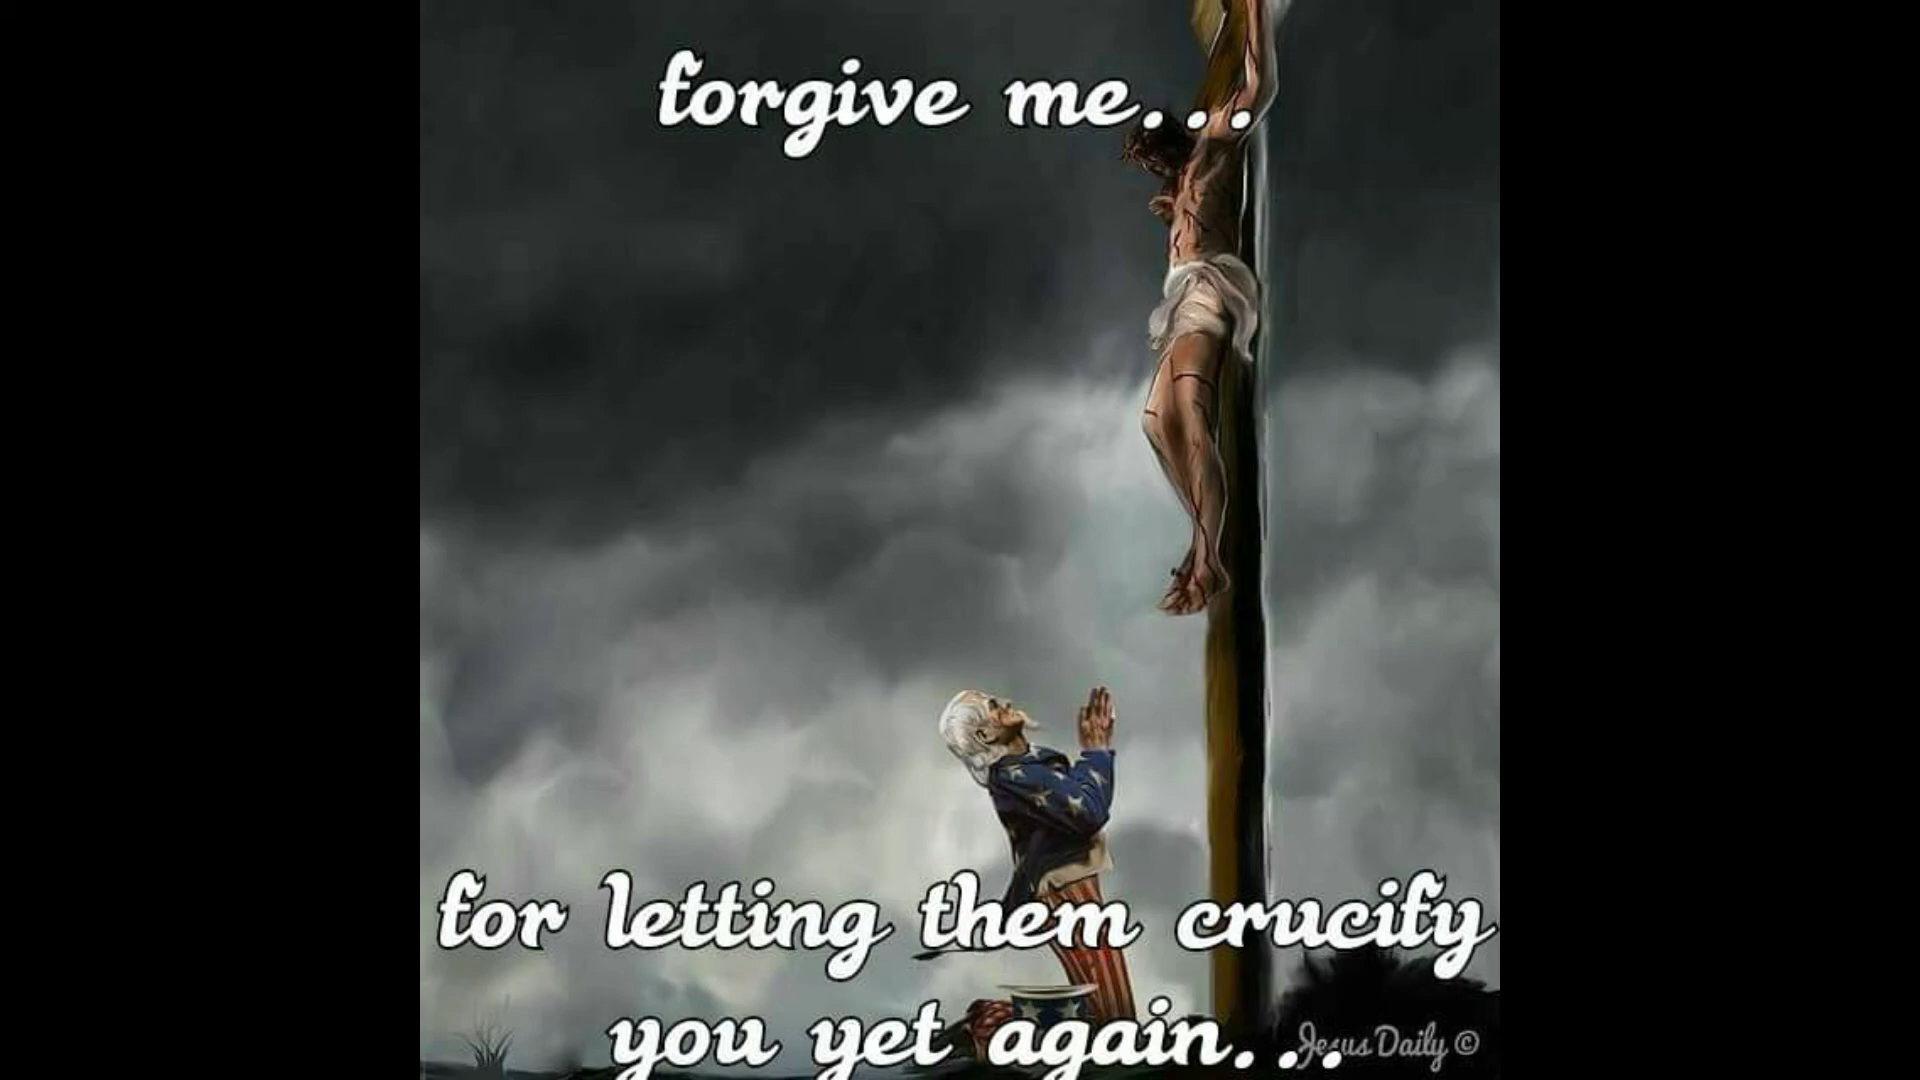 forgive me...
for letting them crucify
you yet again...
Jesus Daily ©